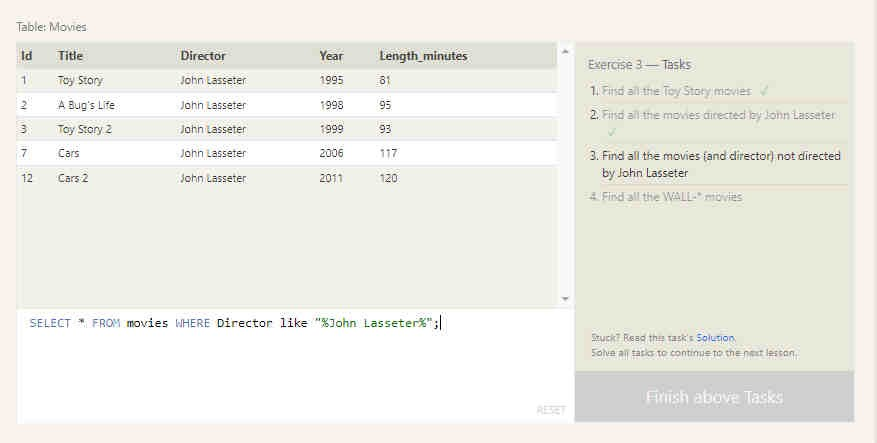 Table: Movies
Id Title Director Year Length_minutes
1 Toy Story John Lasseter 1995 81
2 A Bug's Life John Lasseter 1998 95
3 Toy Story 2 John Lasseter 1999 93
7 Cars John Lasseter 2006 117
12 Cars 2 John Lasseter 2011 120
SELECT * FROM movies WHERE Director like "%John Lasseter%";
RESET
Exercise 3 — Tasks
1. Find all the Toy Story movies ✓
2. Find all the movies directed by John Lasseter
✓
3. Find all the movies (and director) not directed
by John Lasseter
4. Find all the WALL-* movies
Stuck? Read this task's Solution.
Solve all tasks to continue to the next lesson.
Finish above Tasks